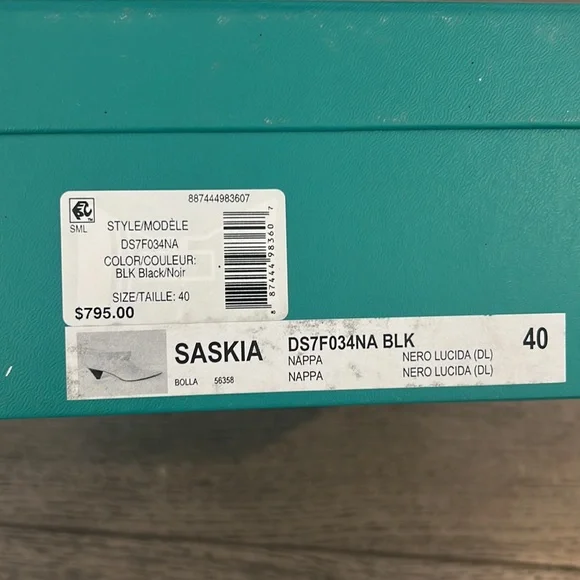 887444983607
SML
STYLE/MODÈLE
DS7F034NA
COLOR/COULEUR:
BLK Black/Noir
SIZE/TAILLE: 40
$795.00
8 87444 98360 7
SASKIA
BOLLA 56358
DS7F034NA BLK
NAPPA NERO LUCIDA (DL)
NAPPA NERO LUCIDA (DL)
40